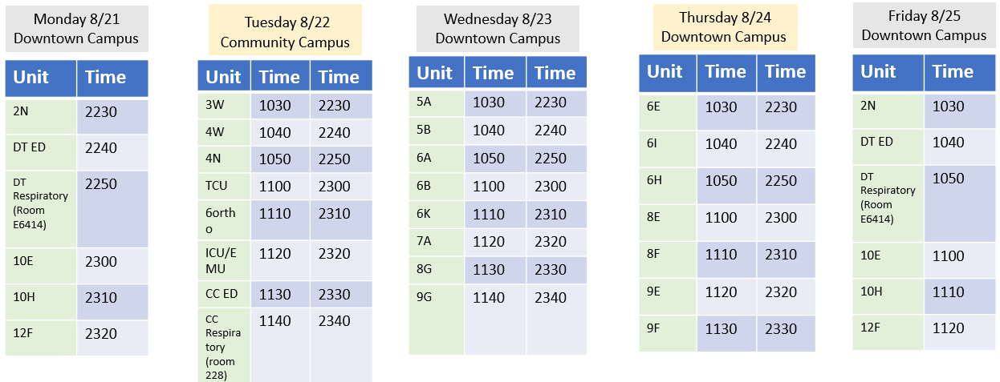 Monday 8/21
Downtown Campus
Unit Time
2N 2230
DT ED 2240
DT 2250
Respiratory
(Room
E6414)
10E 2300
10H 2310
12F 2320
Tuesday 8/22
Community Campus
Unit Time Time
3W 1030 2230
4W 1040 2240
4N 1050 2250
TCU 1100 2300
6orth 1110 2310
o
ICU/E 1120 2320
MU
CC ED 1130 2330
CC 1140 2340
Respira
tory
(room
228)
Wednesday 8/23
Downtown Campus
Unit Time Time
5A 1030 2230
5B 1040 2240
6A 1050 2250
6B 1100 2300
6K 1110 2310
7A 1120 2320
8G 1130 2330
9G 1140 2340
Thursday 8/24
Downtown Campus
Unit Time Time
6E 1030 2230
6I 1040 2240
6H 1050 2250
8E 1100 2300
8F 1110 2310
9E 1120 2320
9F 1130 2330
Friday 8/25
Downtown Campus
Unit Time
2N 1030
DT ED 1040
DT 1050
Respiratory
(Room
E6414)
10E 1100
10H 1110
12F 1120